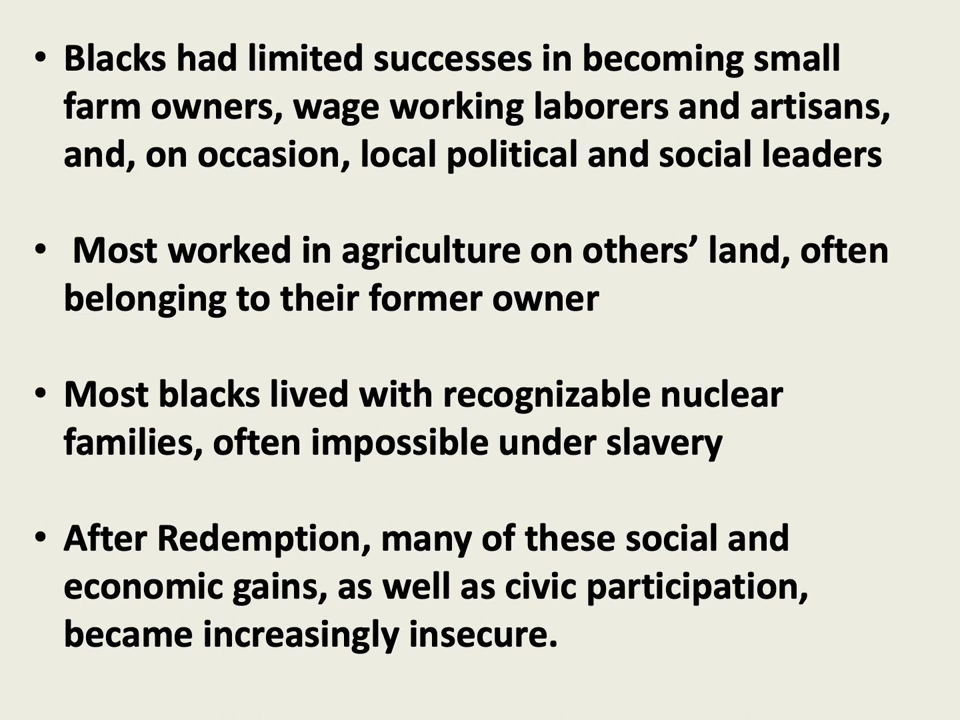 • Blacks had limited successes in becoming small
farm owners, wage working laborers and artisans,
and, on occasion, local political and social leaders
• Most worked in agriculture on others’ land, often
belonging to their former owner
• Most blacks lived with recognizable nuclear
families, often impossible under slavery
• After Redemption, many of these social and
economic gains, as well as civic participation,
became increasingly insecure.